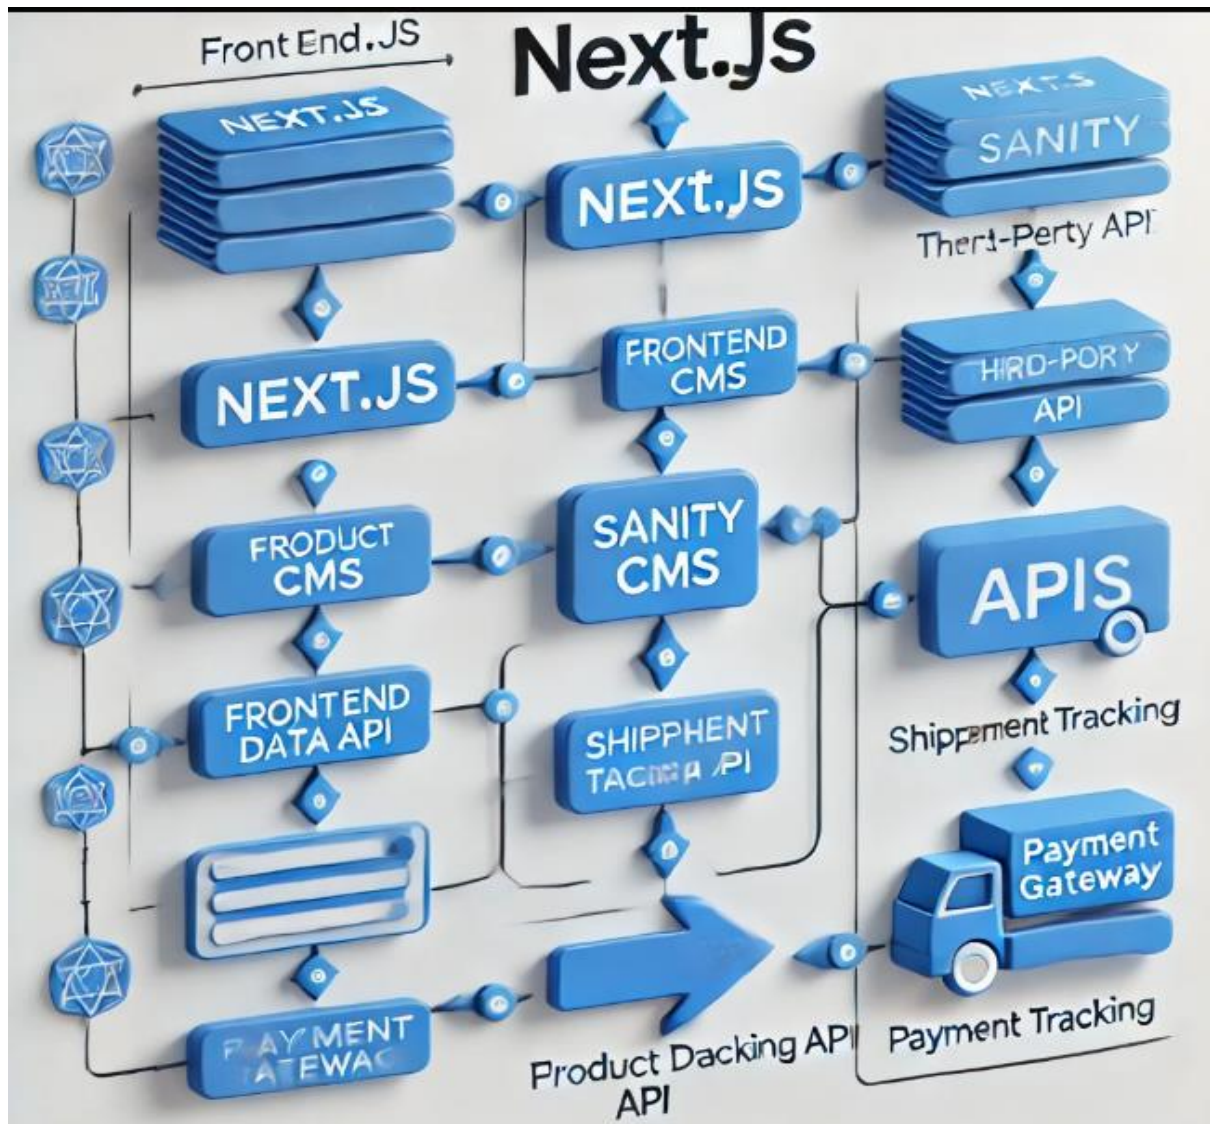 Front End.JS
Next.Js
NEXT.JS
NEXT.JS
NEXT.S
SANITY
Thert-Perty API
NEXT.JS
FRONTEND
CMS
HIRD-PORY
API
FRODUCT
CMS
SANITY
CMS
APIS
FRONTEND
DATA API
SHIPPHENT
Shippement Tracking
Payment
Gateway
PAYMENT
Product Dacking API
API
Payment Tracking